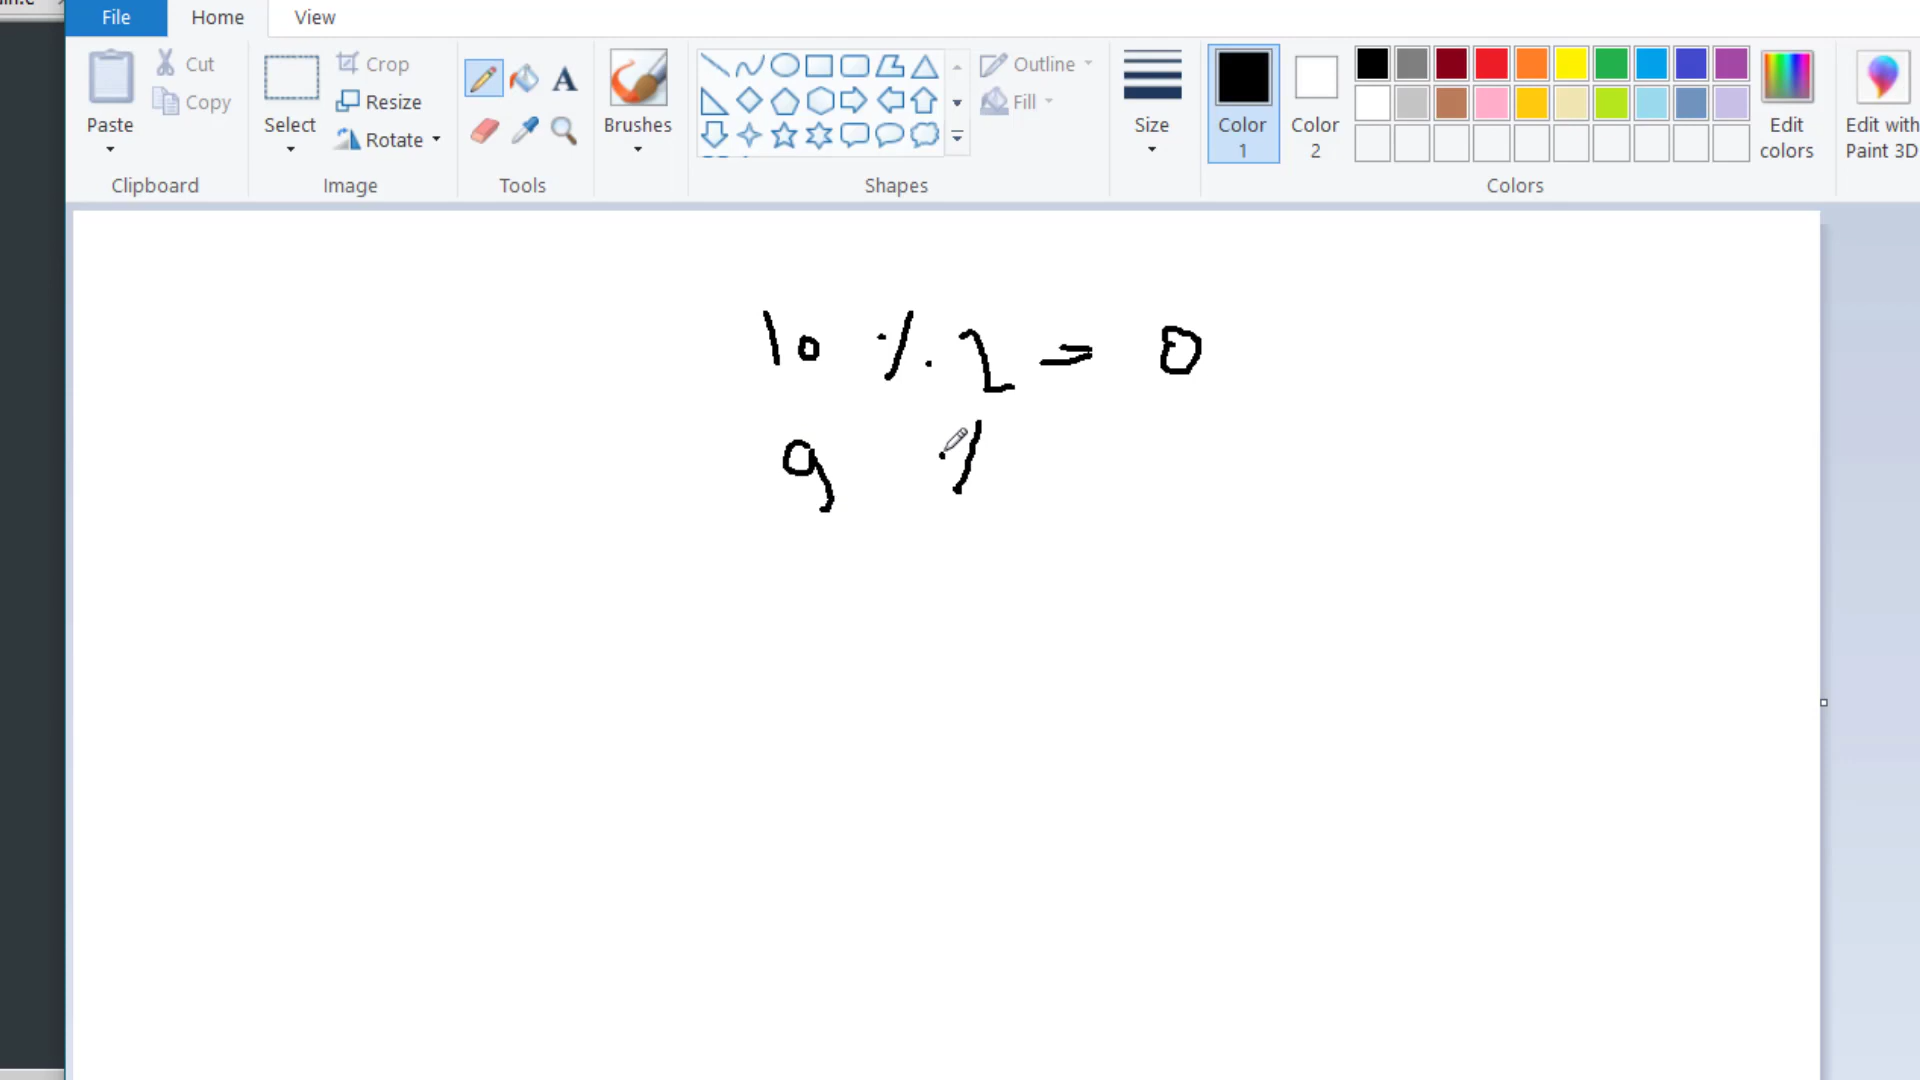 File Home View
Paste
Cut
Copy
Clipboard
Select
Crop
Resize
Rotate
Image
A
Tools
Brushes
Shapes
Outline
Fill
Size
Color 1
Color 2
Colors
Edit colors
Edit with Paint 3D
10 % 2 = 0
9 %